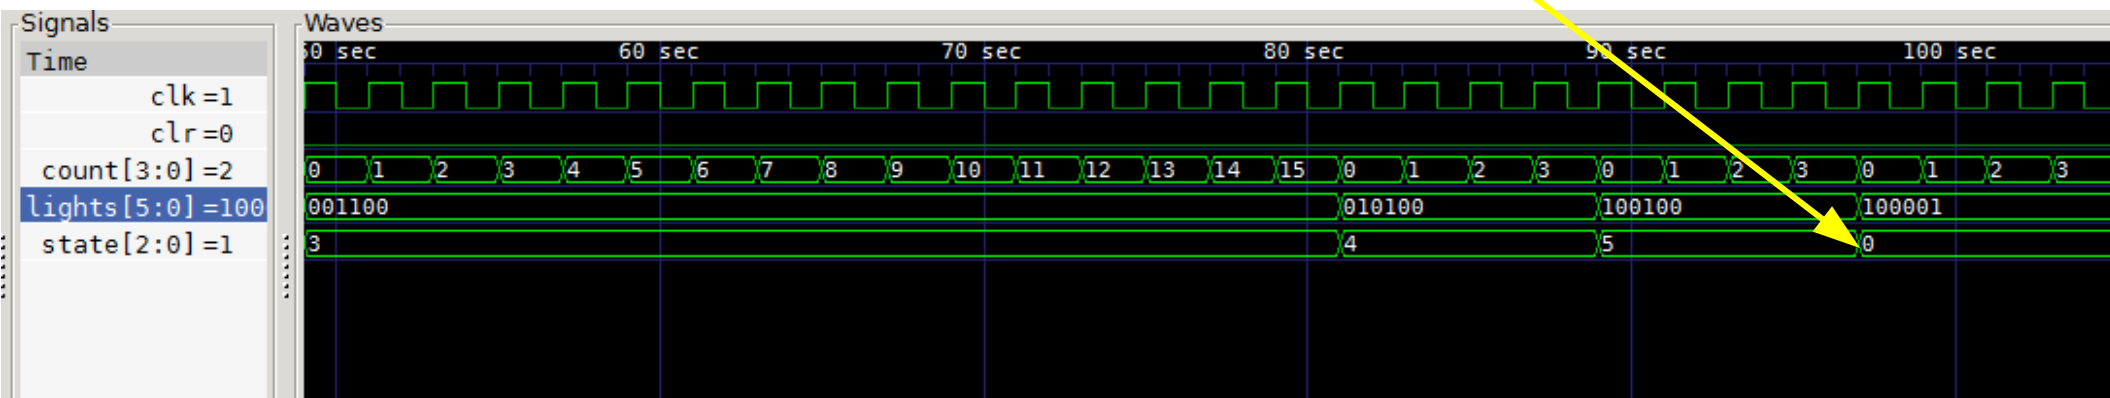 Signals
Waves
Time
60 sec 70 sec 80 sec 90 sec 100 sec
clk=1
clr=0
count[3:0]=2
0 1 2 3 4 5 6 7 8 9 10 11 12 13 14 15 0 1 2 3 0 1 2 3 0 1 2 3
lights[5:0]=100
001100 010100 100100 100001
state[2:0]=1
3 4 5 0